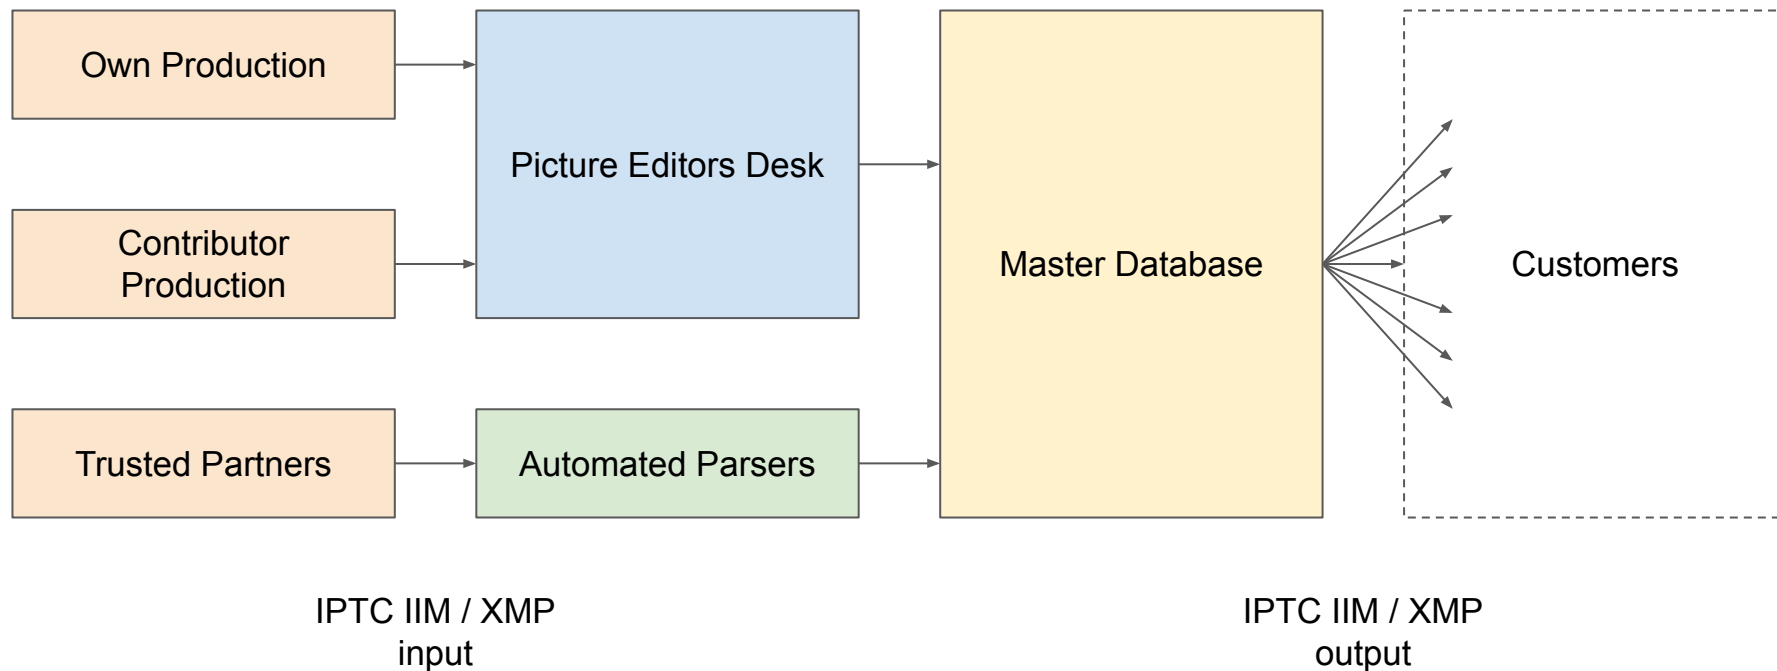 Own Production
Picture Editors Desk
Contributor
Production
Master Database
Customers
Trusted Partners
Automated Parsers
IPTC IIM / XMP
input
IPTC IIM / XMP
output